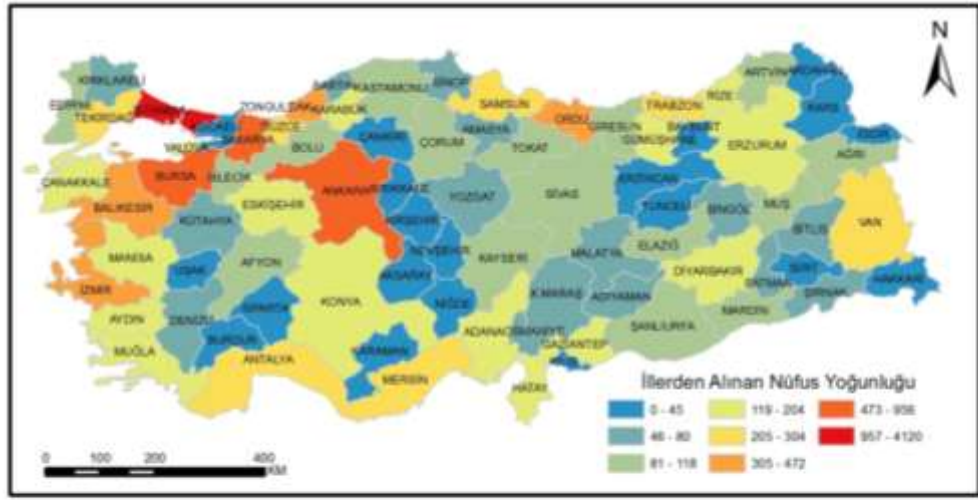 N
KIRKLARELİ
EDİRNE
TEKİRDAĞ
YALOVA
SAKARYA
DÜZCE
ZONGULDAK
BARTIN
KARABÜK
KASTAMONU
SİNOP
SAMSUN
ORDU
GİRESUN
TRABZON
RİZE
ARTVİN
ARDAHAN
KARS
IĞDIR
AĞRI
ERZURUM
BAYBURT
GÜMÜŞHANE
ÇANKIRI
ÇORUM
AMASYA
TOKAT
BOLU
BİLECİK
BURSA
ÇANAKKALE
BALIKESİR
KÜTAHYA
ESKİŞEHİR
ANKARA
KIRIKKALE
KIRŞEHİR
YOZGAT
SİVAS
ERZİNCAN
TUNCELİ
BİNGÖL
MUŞ
VAN
BİTLİS
ELAZIĞ
MALATYA
KAYSERİ
NEVŞEHİR
AKSARAY
NİĞDE
KONYA
AFYON
UŞAK
MANİSA
İZMİR
AYDIN
DENİZLİ
ISPARTA
BURDUR
MUĞLA
ANTALYA
KARAMAN
MERSİN
ADANA
OSMANİYE
K.MARAŞ
ADIYAMAN
GAZİANTEP
HATAY
ŞANLIURFA
DİYARBAKIR
MARDİN
BATMAN
SİİRT
ŞIRNAK
HAKKARİ
İllerden Alınan Nüfus Yoğunluğu
0 - 45
119 - 204
473 - 956
46 - 80
205 - 304
957 - 4120
81 - 118
305 - 472
0 100 200 400
KM